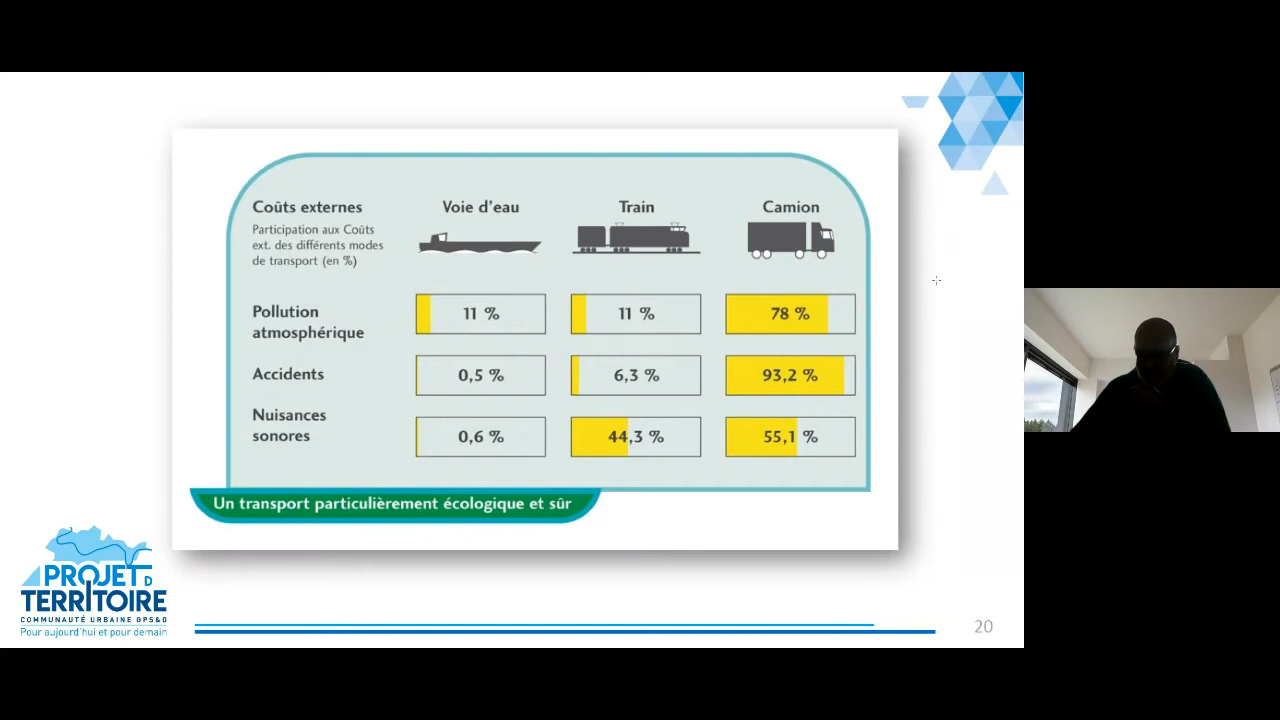 Coûts externes
Voie d'eau
Train
Camion
Participation aux Coûts
ext. des différents modes
de transport (en %)
Pollution
atmosphérique
11 %
11 %
78 %
Accidents
0,5 %
6,3 %
93,2 %
Nuisances
sonores
0,6 %
44,3 %
55,1 %
Un transport particulièrement écologique et sûr
PROJET D
TERRITOIRE
COMMUNAUTÉ URBAINE GPS&O
Pour aujourd'hui et pour demain
20